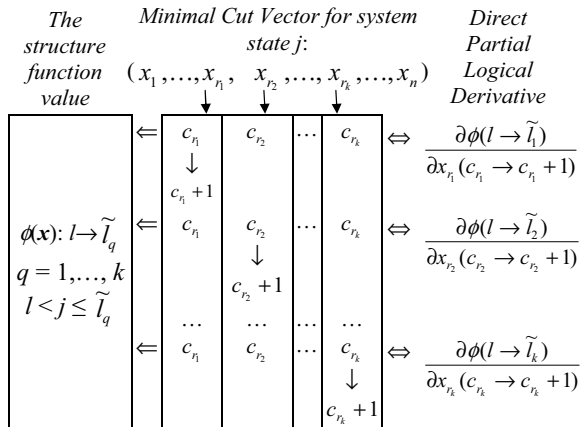 The structure function value
Minimal Cut Vector for system state j:
Direct Partial Logical Derivative
( x_1 ,…, x_{r_1}, x_{r_2} ,…, x_{r_k} ,…, x_n )
⇐ c_{r_1} c_{r_2} … c_{r_k} ⇔ ∂ϕ(l → l̃_1) / ∂x_{r_1}(c_{r_1} → c_{r_1} + 1)
↓
c_{r_1} + 1
ϕ(x): l → l̃_q
q = 1,…, k
l < j ≤ l̃_q
⇐ c_{r_1} c_{r_2} … c_{r_k} ⇔ ∂ϕ(l → l̃_2) / ∂x_{r_2}(c_{r_2} → c_{r_2} + 1)
↓
c_{r_2} + 1
… … …
⇐ c_{r_1} c_{r_2} … c_{r_k} ⇔ ∂ϕ(l → l̃_k) / ∂x_{r_k}(c_{r_k} → c_{r_k} + 1)
↓
c_{r_k} + 1